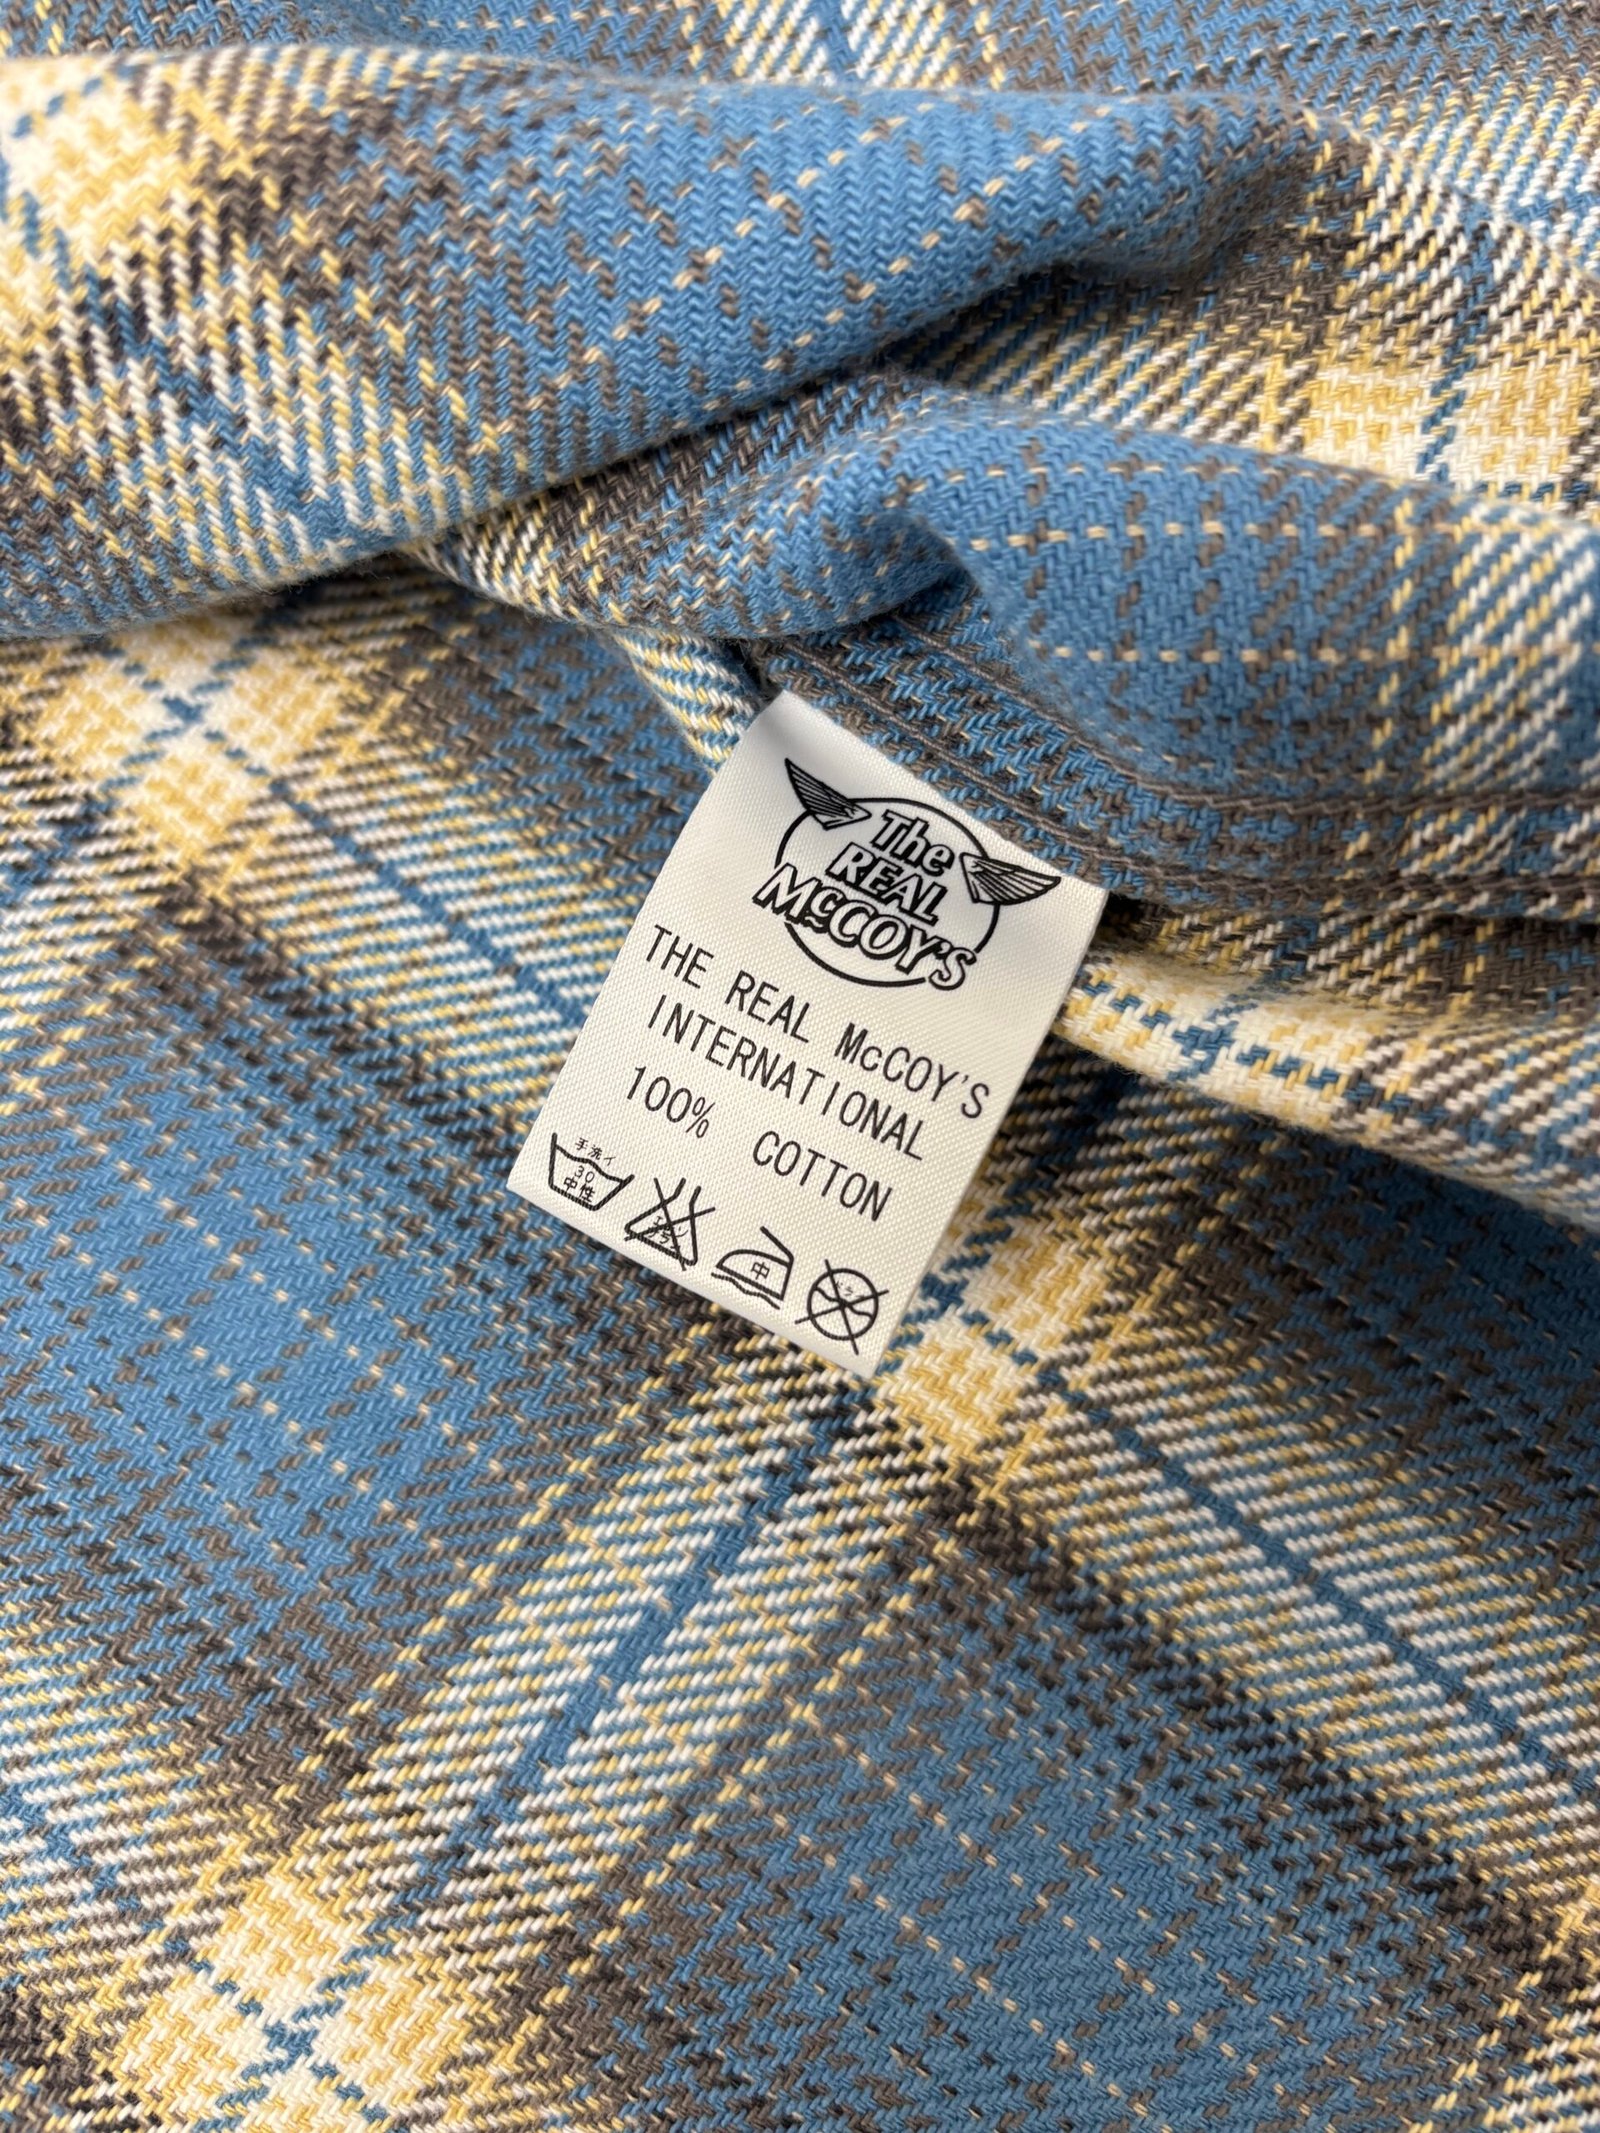 The
REAL
McCOY'S
THE REAL McCOY'S
INTERNATIONAL
100% COTTON
手洗イ
30
中性
中